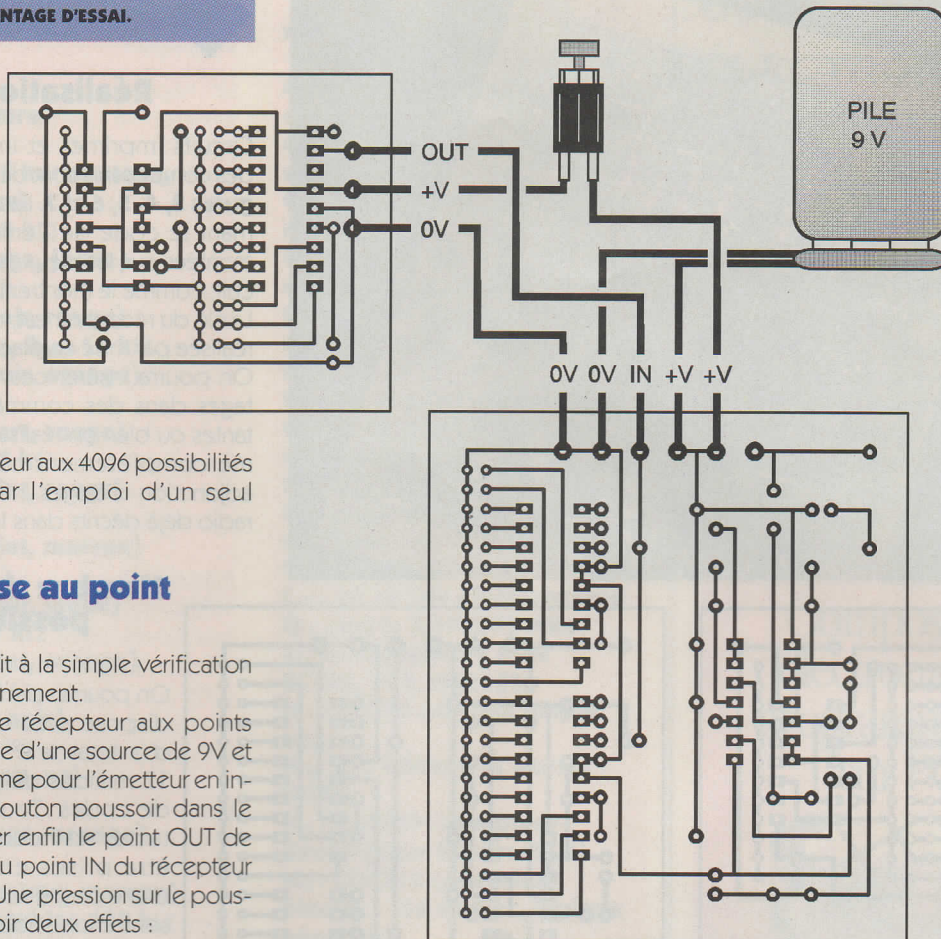 NTAGE D'ESSAI.
PILE
9 V
OUT
+V
0V
0V 0V IN +V +V
eur aux 4096 possibilités
ar l'emploi d'un seul
se au point
it à la simple vérification
nement.
e récepteur aux points
e d'une source de 9V et
me pour l'émetteur en in-
outon poussoir dans le
er enfin le point OUT de
u point IN du récepteur
Une pression sur le pous-
oir deux effets :